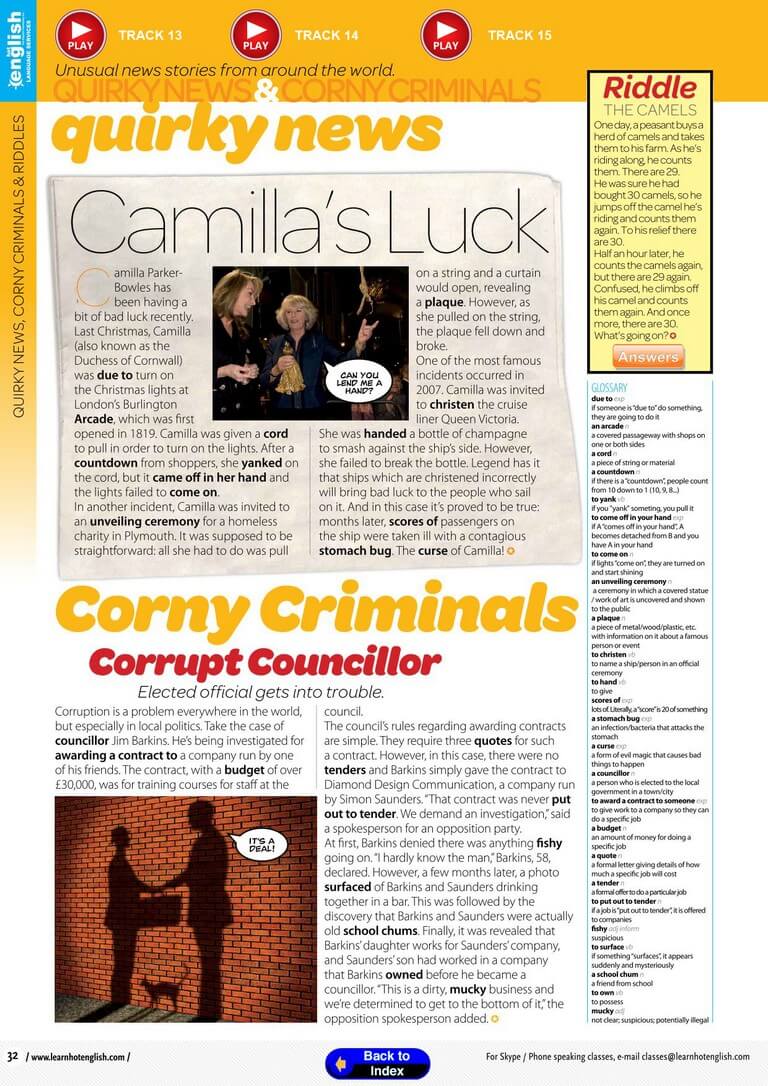 hot
english
LANGUAGE SERVICES
PLAY
TRACK 13
PLAY
TRACK 14
PLAY
TRACK 15
Unusual news stories from around the world.
QUIRKY NEWS & CORNY CRIMINALS
quirky news
QUIRKY NEWS, CORNY CRIMINALS & RIDDLES
Camilla's Luck
Camilla Parker-
Bowles has
been having a
bit of bad luck recently.
Last Christmas, Camilla
(also known as the
Duchess of Cornwall)
was due to turn on
the Christmas lights at
London's Burlington
Arcade, which was first
opened in 1819. Camilla was given a cord
to pull in order to turn on the lights. After a
countdown from shoppers, she yanked on
the cord, but it came off in her hand and
the lights failed to come on.
In another incident, Camilla was invited to
an unveiling ceremony for a homeless
charity in Plymouth. It was supposed to be
straightforward: all she had to do was pull
CAN YOU
LEND ME A
HAND?
on a string and a curtain
would open, revealing
a plaque. However, as
she pulled on the string,
the plaque fell down and
broke.
One of the most famous
incidents occurred in
2007. Camilla was invited
to christen the cruise
liner Queen Victoria.
She was handed a bottle of champagne
to smash against the ship's side. However,
she failed to break the bottle. Legend has it
that ships which are christened incorrectly
will bring bad luck to the people who sail
on it. And in this case it's proved to be true:
months later, scores of passengers on
the ship were taken ill with a contagious
stomach bug. The curse of Camilla!
Corny Criminals
Corrupt Councillor
Elected official gets into trouble.
Corruption is a problem everywhere in the world,
but especially in local politics. Take the case of
councillor Jim Barkins. He's being investigated for
awarding a contract to a company run by one
of his friends. The contract, with a budget of over
£30,000, was for training courses for staff at the
IT'S A
DEAL!
council.
The council's rules regarding awarding contracts
are simple. They require three quotes for such
a contract. However, in this case, there were no
tenders and Barkins simply gave the contract to
Diamond Design Communication, a company run
by Simon Saunders. "That contract was never put
out to tender. We demand an investigation," said
a spokesperson for an opposition party.
At first, Barkins denied there was anything fishy
going on. "I hardly know the man," Barkins, 58,
declared. However, a few months later, a photo
surfaced of Barkins and Saunders drinking
together in a bar. This was followed by the
discovery that Barkins and Saunders were actually
old school chums. Finally, it was revealed that
Barkins' daughter works for Saunders' company,
and Saunders' son had worked in a company
that Barkins owned before he became a
councillor. "This is a dirty, mucky business and
we're determined to get to the bottom of it," the
opposition spokesperson added.
Riddle
THE CAMELS
One day, a peasant buys a
herd of camels and takes
them to his farm. As he's
riding along, he counts
them. There are 29.
He was sure he had
bought 30 camels, so he
jumps off the camel he's
riding and counts them
again. To his relief there
are 30.
Half an hour later, he
counts the camels again,
but there are 29 again.
Confused, he climbs off
his camel and counts
them again. And once
more, there are 30.
What's going on?
Answers
GLOSSARY
due to exp
if someone is "due to" do something,
they are going to do it
an arcade n
a covered passageway with shops on
one or both sides
a cord n
a piece of string or material
a countdown n
if there is a "countdown", people count
from 10 down to 1 (10, 9, 8...)
to yank vb
if you "yank" someting, you pull it
to come off in your hand exp
if A "comes off in your hand", A
becomes detached from B and you
have A in your hand
to come on n
if lights "come on", they are turned on
and start shining
an unveiling ceremony n
a ceremony in which a covered statue
/ work of art is uncovered and shown
to the public
a plaque n
a piece of metal/wood/plastic, etc.
with information on it about a famous
person or event
to christen vb
to name a ship/person in an official
ceremony
to hand vb
to give
scores of exp
lots of. Literally, a "score" is 20 of something
a stomach bug exp
an infection/bacteria that attacks the
stomach
a curse exp
a form of evil magic that causes bad
things to happen
a councillor n
a person who is elected to the local
government in a town/city
to award a contract to someone exp
to give work to a company so they can
do a specific job
a budget n
an amount of money for doing a
specific job
a quote n
a formal letter giving details of how
much a specific job will cost
a tender n
a formal offer to do a particular job
to put out to tender n
if a job is "put out to tender", it is offered
to companies
fishy adj inform
suspicious
to surface vb
if something "surfaces", it appears
suddenly and mysteriously
a school chum n
a friend from school
to own vb
to possess
mucky adj
not clear; suspicious; potentially illegal
32 / www.learnhotenglish.com /
Back to
Index
For Skype / Phone speaking classes, e-mail classes@learnhotenglish.com